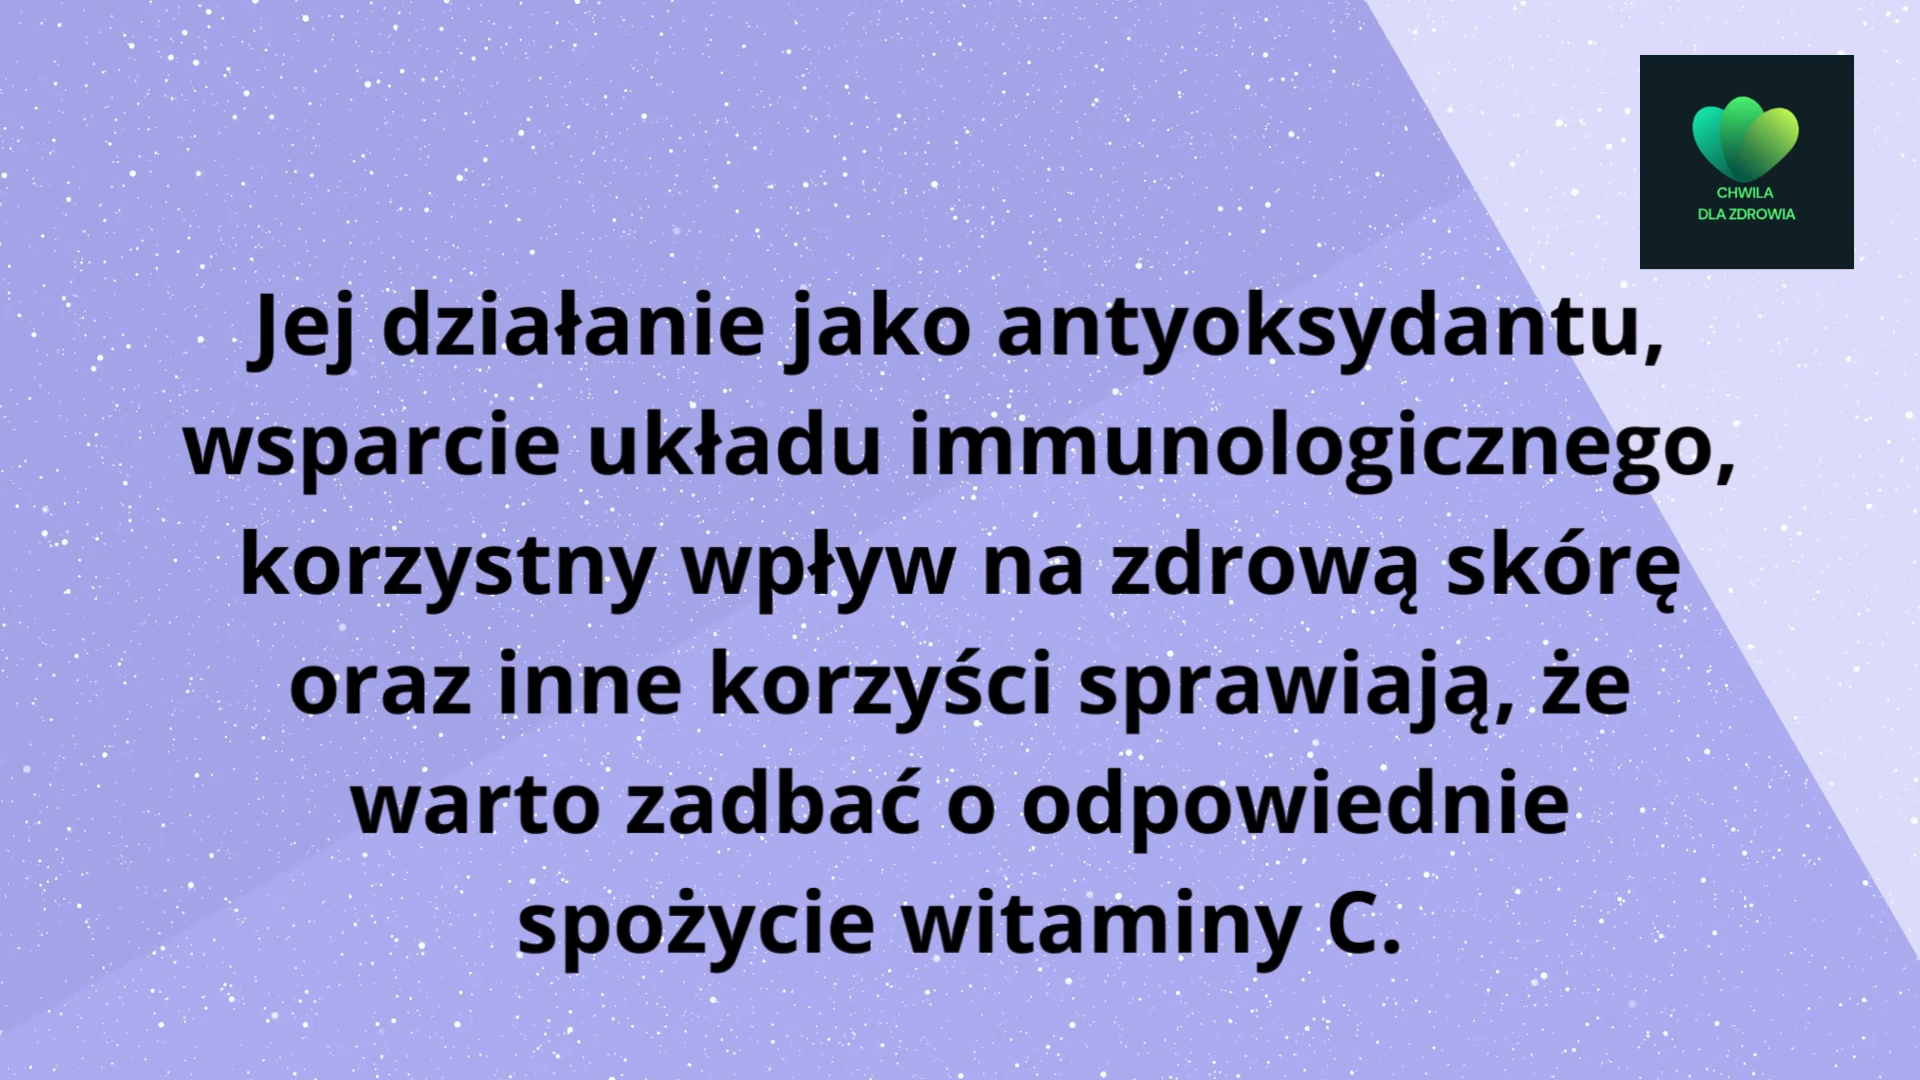 CHWILA
DLA ZDROWIA
Jej działanie jako antyoksydantu,
wsparcie układu immunologicznego,
korzystny wpływ na zdrową skórę
oraz inne korzyści sprawiają, że
warto zadbać o odpowiednie
spożycie witaminy C.